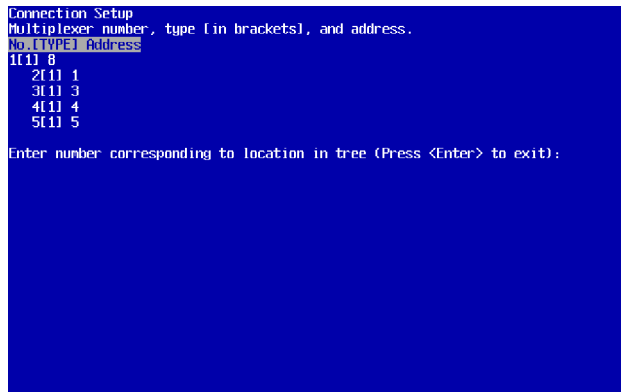 Connection Setup
Multiplexer number, type [in brackets], and address.
No.[TYPE] Address
1[1] 8
2[1] 1
3[1] 3
4[1] 4
5[1] 5
Enter number corresponding to location in tree (Press <Enter> to exit):